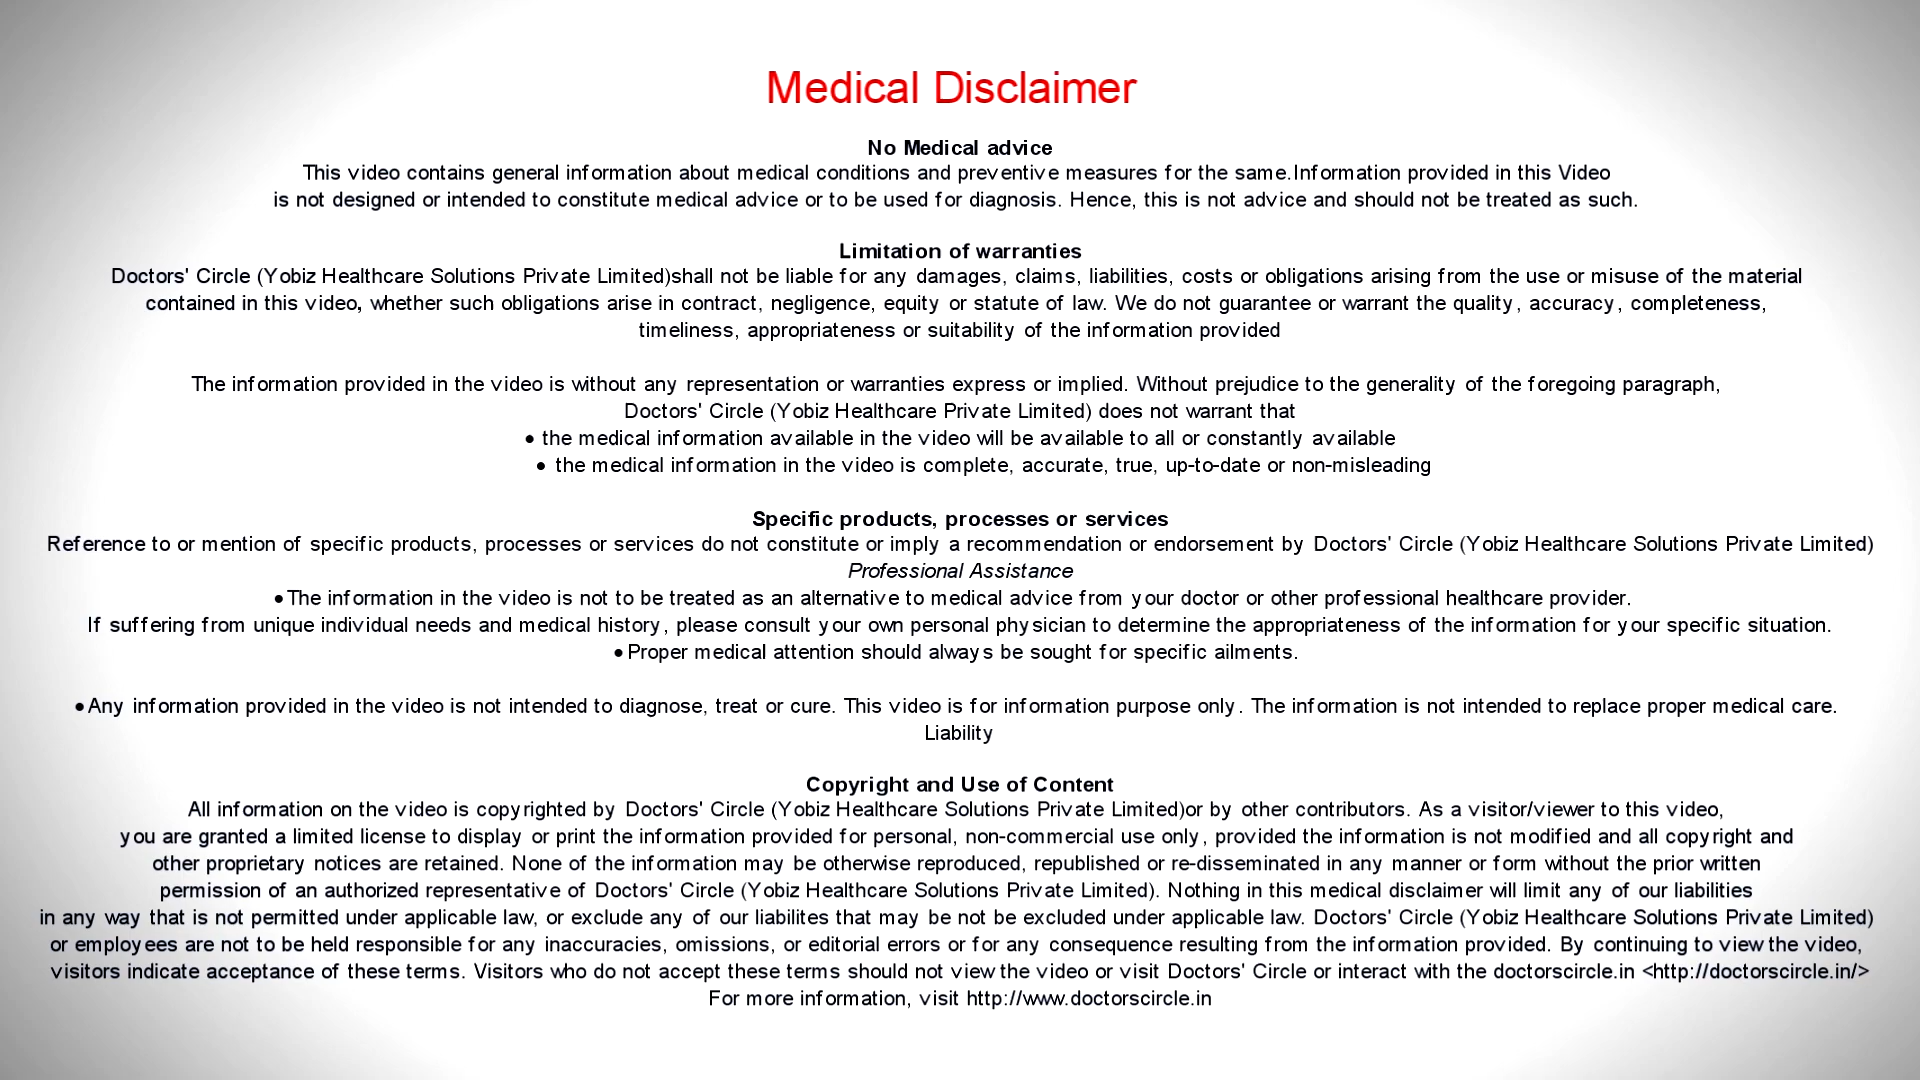 Medical Disclaimer
No Medical advice
This video contains general information about medical conditions and preventive measures for the same.Information provided in this Video
is not designed or intended to constitute medical advice or to be used for diagnosis. Hence, this is not advice and should not be treated as such.
Limitation of warranties
Doctors' Circle (Yobiz Healthcare Solutions Private Limited)shall not be liable for any damages, claims, liabilities, costs or obligations arising from the use or misuse of the material
contained in this video, whether such obligations arise in contract, negligence, equity or statute of law. We do not guarantee or warrant the quality, accuracy, completeness,
timeliness, appropriateness or suitability of the information provided
The information provided in the video is without any representation or warranties express or implied. Without prejudice to the generality of the foregoing paragraph,
Doctors' Circle (Yobiz Healthcare Private Limited) does not warrant that
• the medical information available in the video will be available to all or constantly available
• the medical information in the video is complete, accurate, true, up-to-date or non-misleading
Specific products, processes or services
Reference to or mention of specific products, processes or services do not constitute or imply a recommendation or endorsement by Doctors' Circle (Yobiz Healthcare Solutions Private Limited)
Professional Assistance
•The information in the video is not to be treated as an alternative to medical advice from your doctor or other professional healthcare provider.
If suffering from unique individual needs and medical history, please consult your own personal physician to determine the appropriateness of the information for your specific situation.
•Proper medical attention should always be sought for specific ailments.
•Any information provided in the video is not intended to diagnose, treat or cure. This video is for information purpose only. The information is not intended to replace proper medical care.
Liability
Copyright and Use of Content
All information on the video is copyrighted by Doctors' Circle (Yobiz Healthcare Solutions Private Limited)or by other contributors. As a visitor/viewer to this video,
you are granted a limited license to display or print the information provided for personal, non-commercial use only, provided the information is not modified and all copyright and
other proprietary notices are retained. None of the information may be otherwise reproduced, republished or re-disseminated in any manner or form without the prior written
permission of an authorized representative of Doctors' Circle (Yobiz Healthcare Solutions Private Limited). Nothing in this medical disclaimer will limit any of our liabilities
in any way that is not permitted under applicable law, or exclude any of our liabilites that may be not be excluded under applicable law. Doctors' Circle (Yobiz Healthcare Solutions Private Limited)
or employees are not to be held responsible for any inaccuracies, omissions, or editorial errors or for any consequence resulting from the information provided. By continuing to view the video,
visitors indicate acceptance of these terms. Visitors who do not accept these terms should not view the video or visit Doctors' Circle or interact with the doctorscircle.in <http://doctorscircle.in/>
For more information, visit http://www.doctorscircle.in